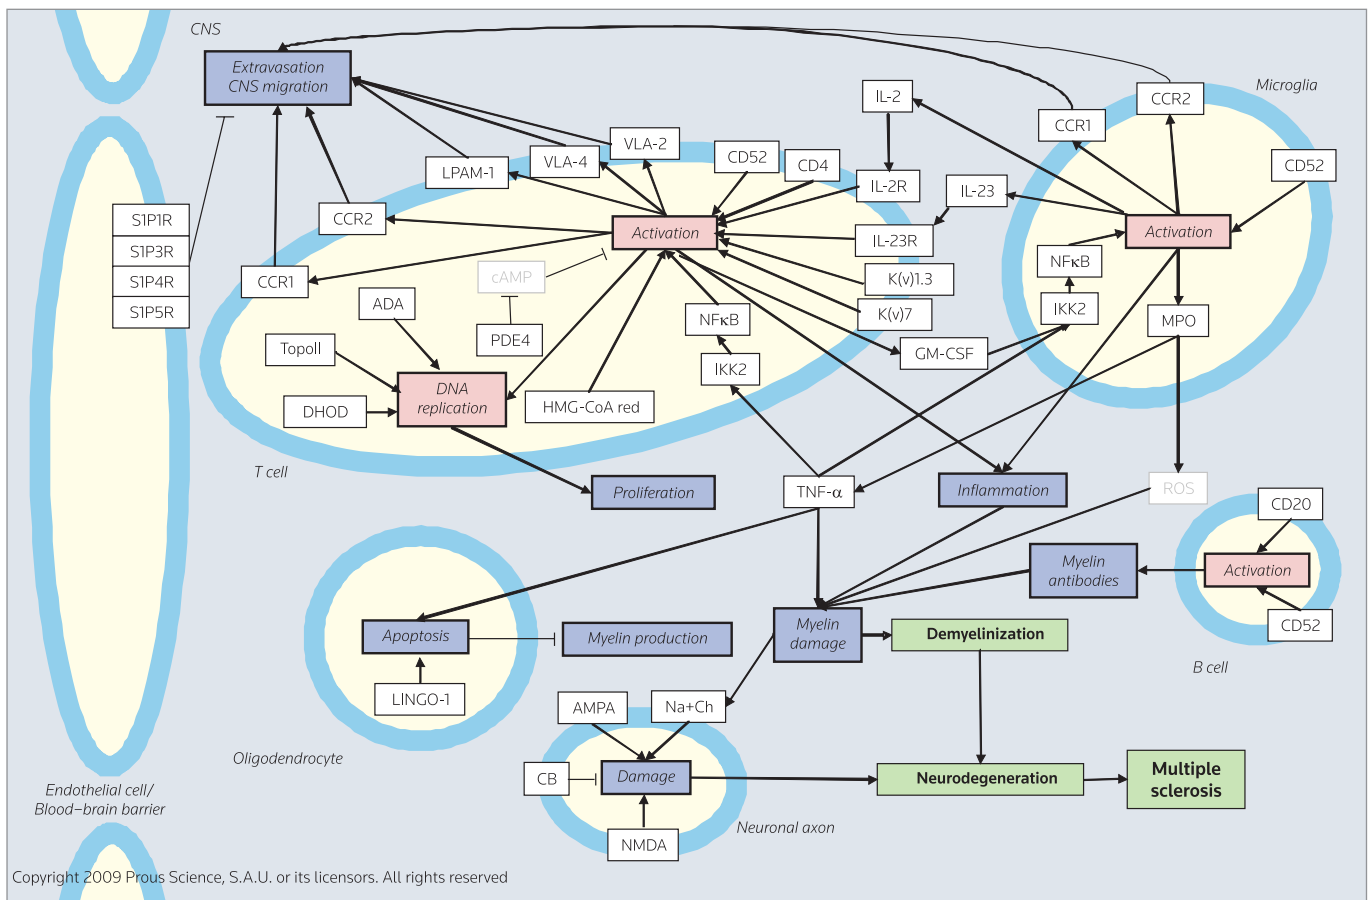 CNS
Extravasation
CNS migration
Microglia
CCR2
IL-2
CCR1
VLA-2
CD52
CD4
CD52
VLA-4
LPAM-1
IL-2R
IL-23
S1P1R
CCR2
Activation
Activation
S1P3R
IL-23R
NFκB
cAMP
K(v)1.3
S1P4R
CCR1
ADA
IKK2
S1P5R
NFκB
K(v)7
MPO
PDE4
TopoII
GM-CSF
IKK2
DNA
replication
DHOD
HMG-CoA red
T cell
Proliferation
TNF-α
Inflammation
ROS
CD20
Myelin
antibodies
Activation
Apoptosis
Myelin production
Myelin
damage
Demyelinization
CD52
B cell
LINGO-1
AMPA
Na+Ch
Oligodendrocyte
CB
Damage
Neurodegeneration
Multiple
sclerosis
Endothelial cell/
Blood–brain barrier
Neuronal axon
NMDA
Copyright 2009 Prous Science, S.A.U. or its licensors. All rights reserved